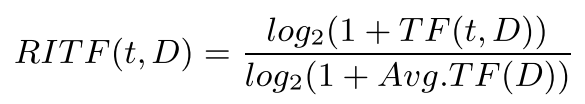 RITF(t, D) = log₂(1 + TF(t, D)) / log₂(1 + Avg.TF(D))